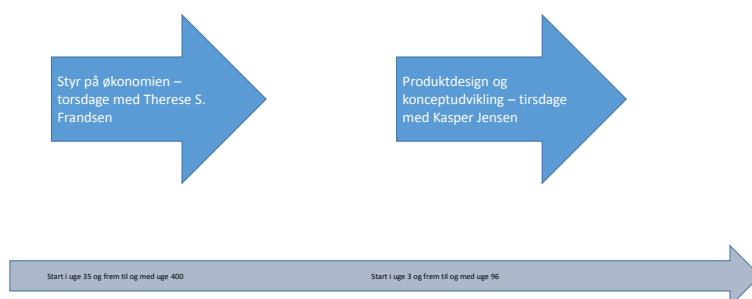 Styr på økonomien –
torsdage med Therese S.
Frandsen
Produktdesign og
konceptudvikling – tirsdage
med Kasper Jensen
Start i uge 35 og frem til og med uge 400
Start i uge 3 og frem til og med uge 96